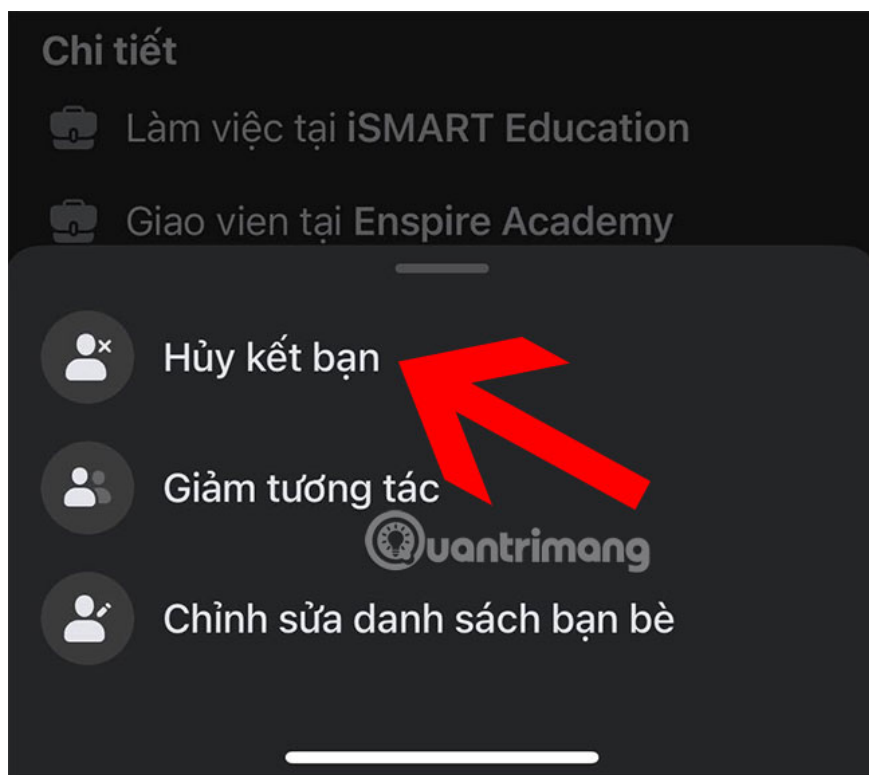 Chi tiết
Làm việc tại iSMART Education
Giao vien tại Enspire Academy
Hủy kết bạn
Giảm tương tác
Quantrimang
Chỉnh sửa danh sách bạn bè